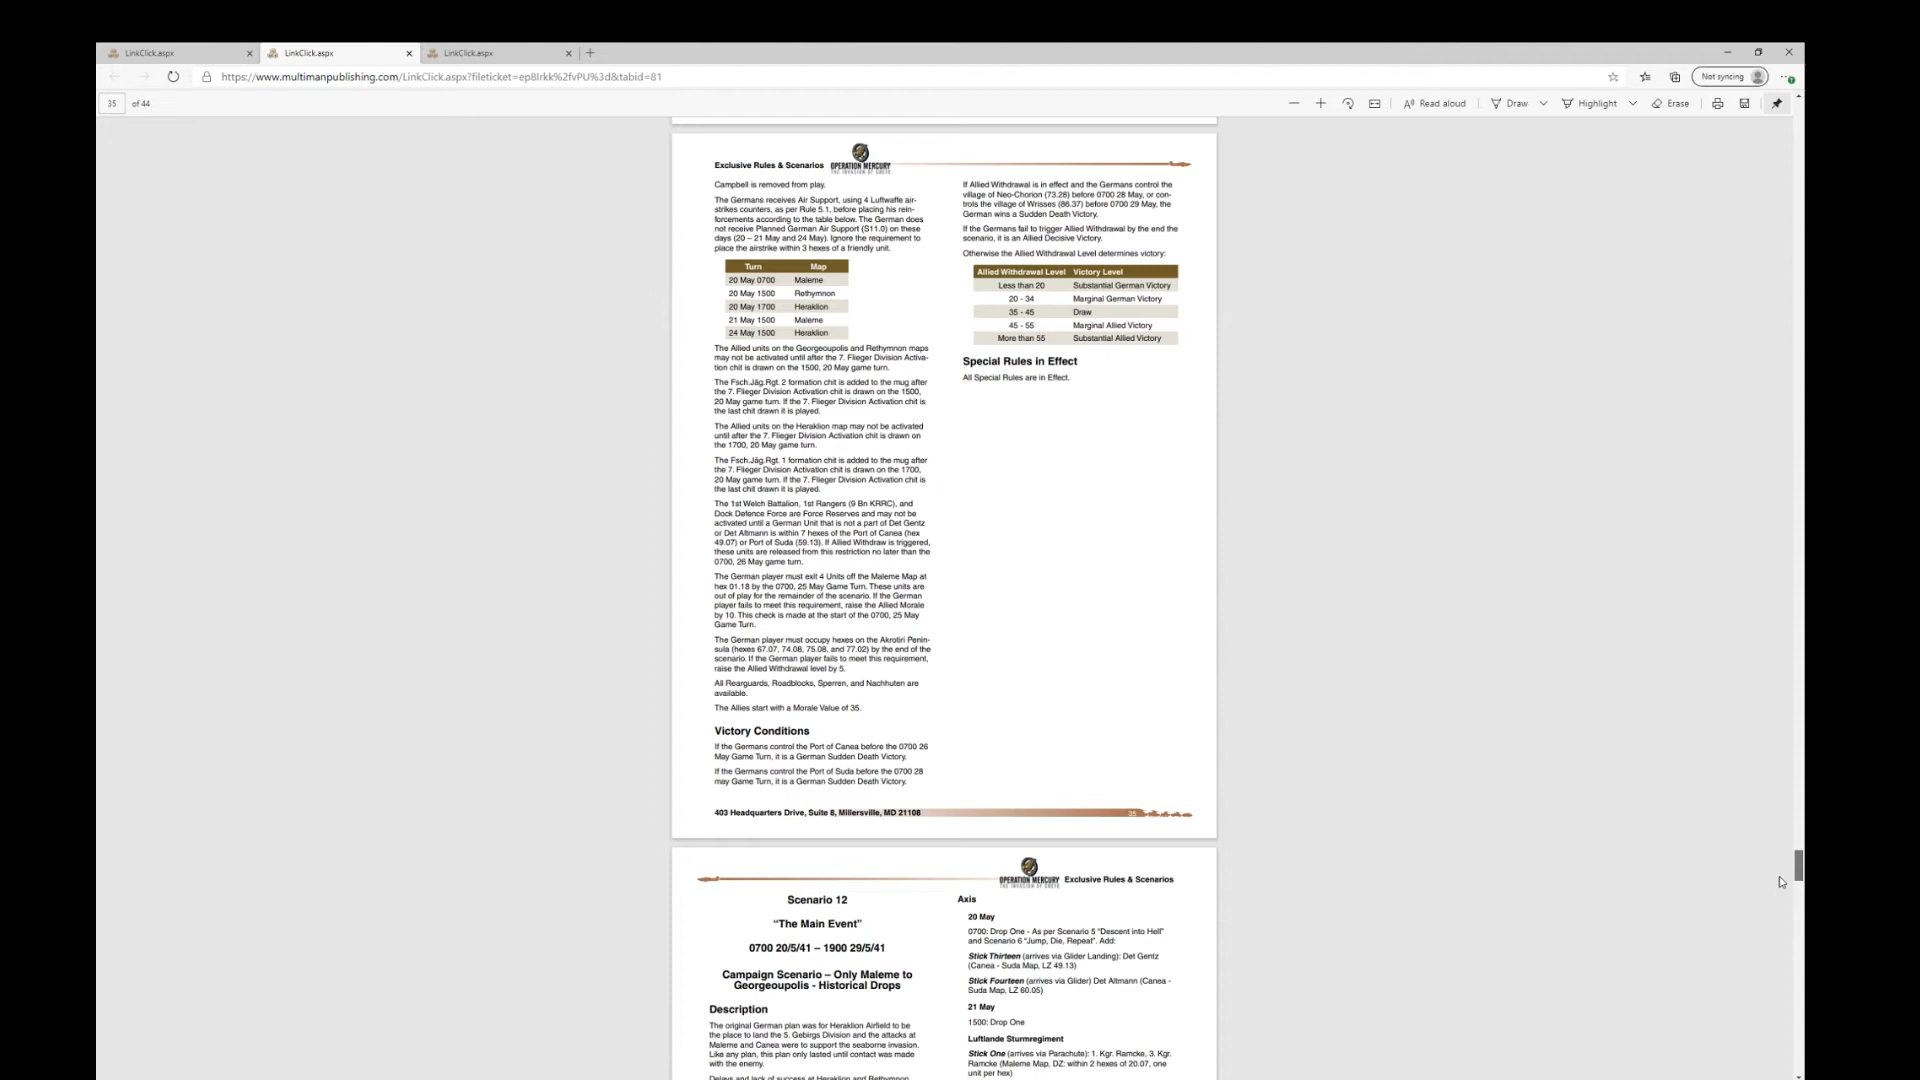 LinkClick.aspx
LinkClick.aspx
LinkClick.aspx
https://www.multimanpublishing.com/LinkClick.aspx?fileticket=ep8Irkk%2fvPU%3d&tabid=81
Not syncing
35 of 44
Read aloud
Draw
Highlight
Erase
Exclusive Rules & Scenarios
OPERATION MERCURY
THE INVASION OF CRETE
Campbell is removed from play.
The Germans receives Air Support, using 4 Luftwaffe air-
strikes counters, as per Rule 5.1, before placing his rein-
forcements according to the table below. The German does
not receive Planned German Air Support (S11.0) on these
days (20 – 21 May and 24 May). Ignore the requirement to
place the airstrike within 3 hexes of a friendly unit.
Turn Map
20 May 0700 Maleme
20 May 1500 Rethymnon
20 May 1700 Heraklion
21 May 1500 Maleme
24 May 1500 Heraklion
The Allied units on the Georgeoupolis and Rethymon maps
may not be activated until after the 7. Flieger Division Activa-
tion chit is drawn on the 1500, 20 May game turn.
The Fsch.Jäg.Rgt. 2 formation chit is added to the mug after
the 7. Flieger Division Activation chit is drawn on the 1500,
20 May game turn. If the 7. Flieger Division Activation chit is
the last chit drawn it is played.
The Allied units on the Heraklion map may not be activated
until after the 7. Flieger Division Activation chit is drawn on
the 1700, 20 May game turn.
The Fsch.Jäg.Rgt. 1 formation chit is added to the mug after
the 7. Flieger Division Activation chit is drawn on the 1700,
20 May game turn. If the 7. Flieger Division Activation chit is
the last chit drawn it is played.
The 1st Welch Battalion, 1st Rangers (9 Bn KRRC), and
Dock Defence Force are Force Reserves and may not be
activated until a German Unit that is not a part of Det Gentz
or Det Altmann is within 7 hexes of the Port of Canea (hex
49.07) or Port of Suda (59.13). If Allied Withdraw is triggered,
these units are released from this restriction no later than the
0700, 26 May game turn.
The German player must exit 4 Units off the Maleme Map at
hex 01.18 by the 0700, 25 May Game Turn. These units are
out of play for the remainder of the scenario. If the German
player fails to meet this requirement, raise the Allied Morale
by 10. This check is made at the start of the 0700, 25 May
Game Turn.
The German player must occupy hexes on the Akrotiri Penin-
sula (hexes 67.07, 74.08, 75.08, and 77.02) by the end of the
scenario. If the German player fails to meet this requirement,
raise the Allied Withdrawal level by 5.
All Rearguards, Roadblocks, Sperren, and Nachhuten are
available.
The Allies start with a Morale Value of 35.
Victory Conditions
If the Germans control the Port of Canea before the 0700 26
May Game Turn, it is a German Sudden Death Victory.
If the Germans control the Port of Suda before the 0700 28
may Game Turn, it is a German Sudden Death Victory.
If Allied Withdrawal is in effect and the Germans control the
village of Neo-Chorion (73.28) before 0700 28 May, or con-
trols the village of Wrisses (86.37) before 0700 29 May, the
German wins a Sudden Death Victory.
If the Germans fail to trigger Allied Withdrawal by the end the
scenario, it is an Allied Decisive Victory.
Otherwise the Allied Withdrawal Level determines victory:
Allied Withdrawal Level Victory Level
Less than 20 Substantial German Victory
20 - 34 Marginal German Victory
35 - 45 Draw
45 - 55 Marginal Allied Victory
More than 55 Substantial Allied Victory
Special Rules in Effect
All Special Rules are in Effect.
403 Headquarters Drive, Suite 8, Millersville, MD 21108
35
OPERATION MERCURY
THE INVASION OF CRETE
Exclusive Rules & Scenarios
Scenario 12
“The Main Event”
0700 20/5/41 – 1900 29/5/41
Campaign Scenario – Only Maleme to
Georgeoupolis - Historical Drops
Description
The original German plan was for Heraklion Airfield to be
the place to land the 5. Gebirgs Division and the attacks at
Maleme and Canea were to support the seaborne invasion.
Like any plan, this plan only lasted until contact was made
with the enemy.
Delays and lack of success at Heraklion and Rethymnon
Axis
20 May
0700: Drop One - As per Scenario 5 “Descent into Hell”
and Scenario 6 “Jump, Die, Repeat”. Add:
Stick Thirteen (arrives via Glider Landing): Det Gentz
(Canea - Suda Map, LZ 49.13)
Stick Fourteen (arrives via Glider) Det Altmann (Canea -
Suda Map, LZ 60.05)
21 May
1500: Drop One
Luftlande Sturmregiment
Stick One (arrives via Parachute): 1. Kgr. Ramcke, 3. Kgr.
Ramcke (Maleme Map, DZ: within 2 hexes of 20.07, one
unit per hex)